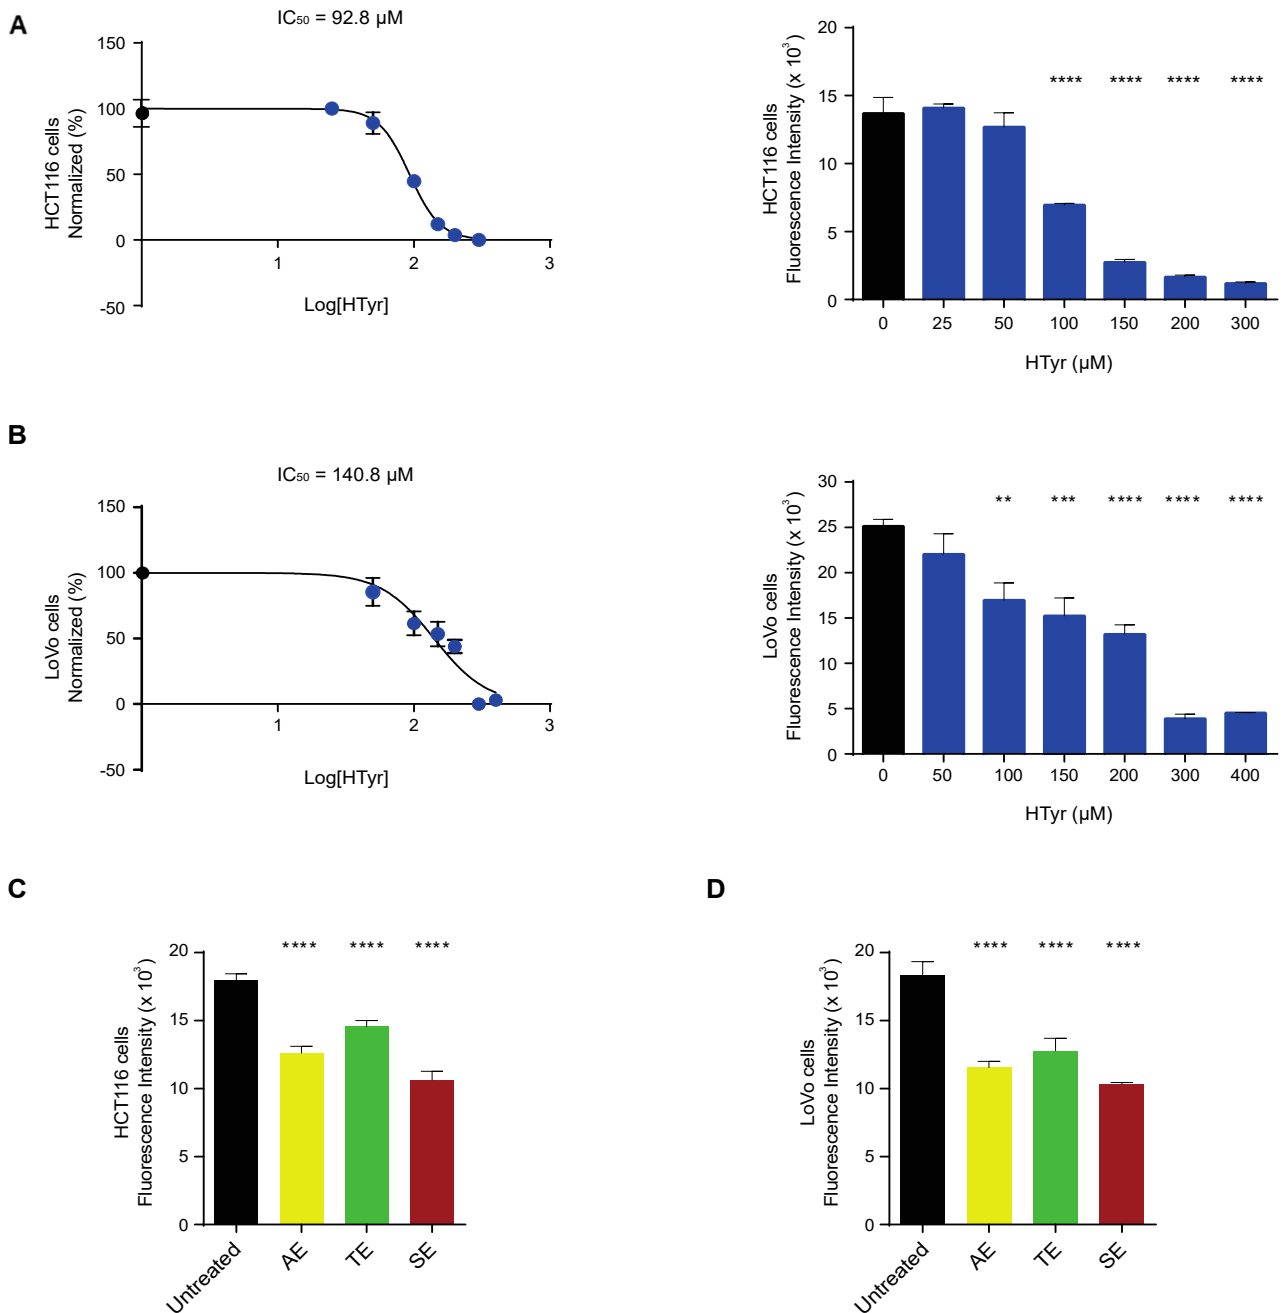 A
IC₅₀ = 92.8 µM
HCT116 cells
Normalized (%)
150
100
50
0
-50
1 2 3
Log[HTyr]
HCT116 cells
Fluorescence Intensity (x 10³)
20
15
10
5
0
**** **** **** ****
0 25 50 100 150 200 300
HTyr (µM)
B
IC₅₀ = 140.8 µM
LoVo cells
Normalized (%)
150
100
50
0
-50
1 2 3
Log[HTyr]
LoVo cells
Fluorescence Intensity (x 10³)
30
25
20
15
10
5
0
** *** **** **** ****
0 50 100 150 200 300 400
HTyr (µM)
C
HCT116 cells
Fluorescence Intensity (x 10³)
20
15
10
5
0
**** **** ****
Untreated AE TE SE
D
LoVo cells
Fluorescence Intensity (x 10³)
20
15
10
5
0
**** **** ****
Untreated AE TE SE